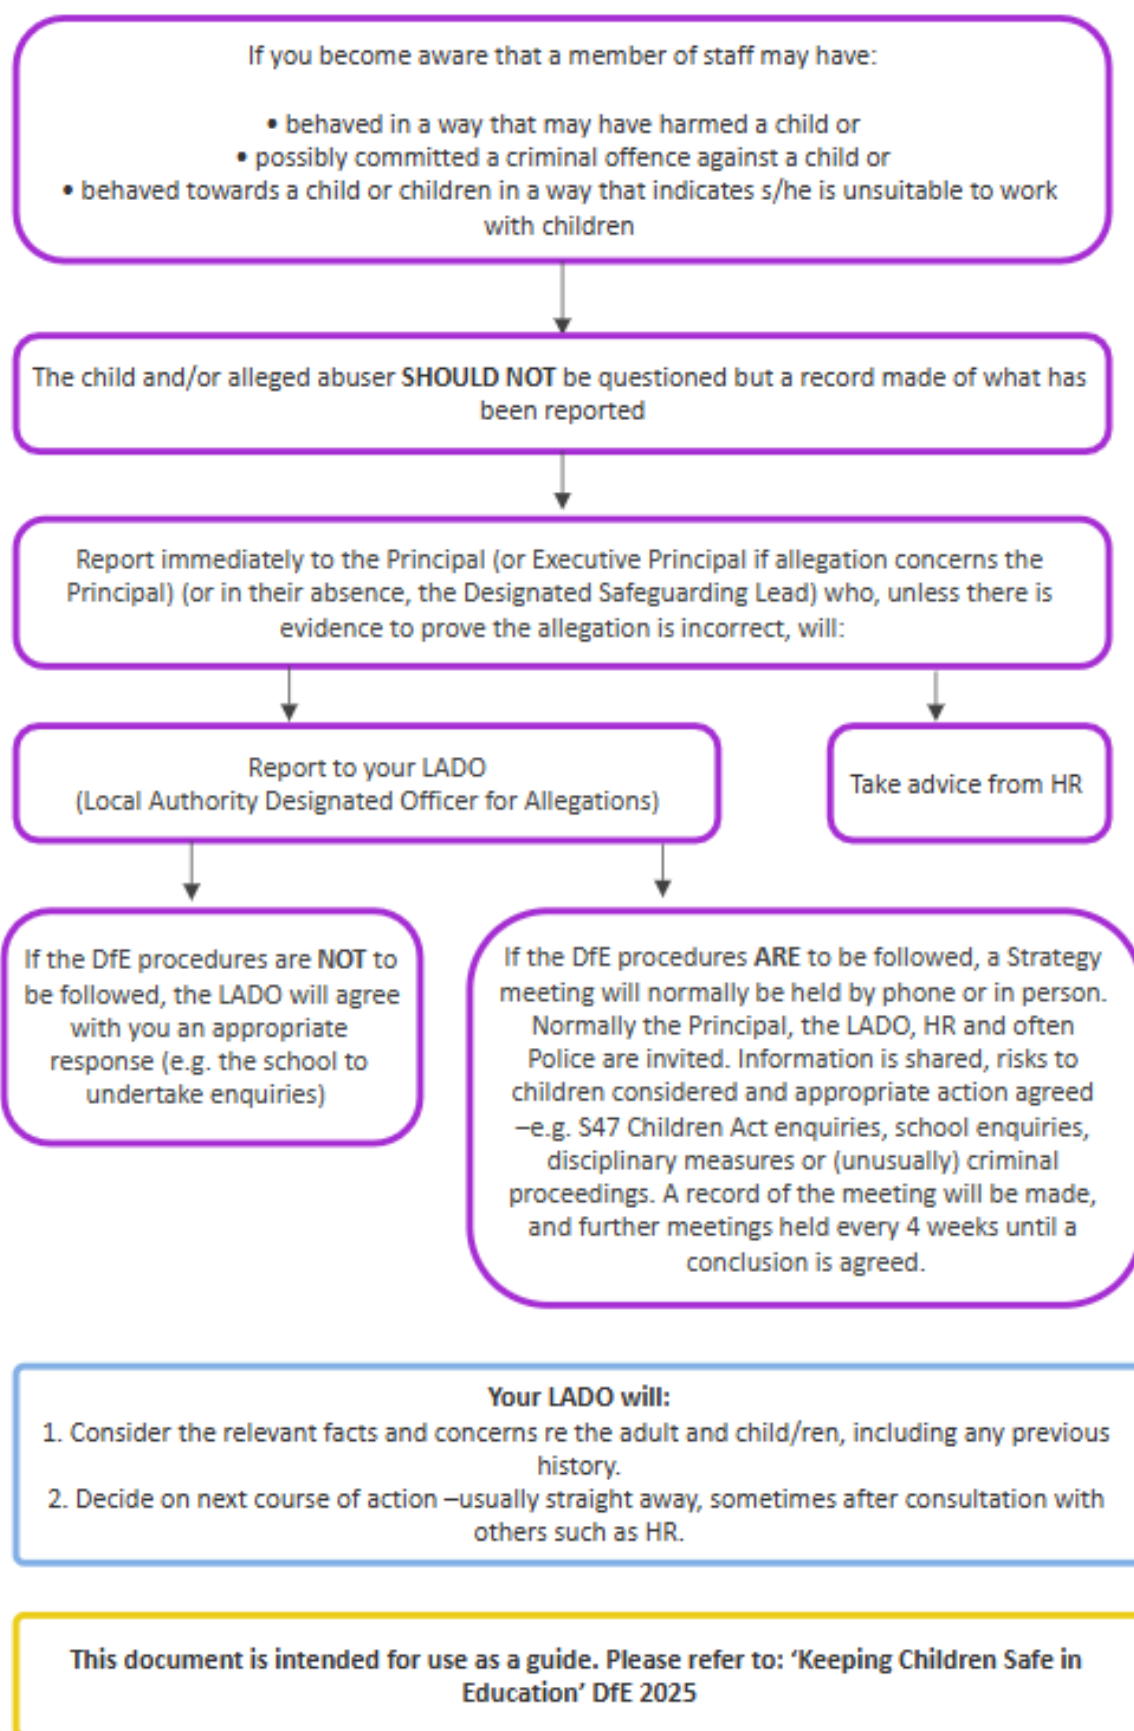 If you become aware that a member of staff may have:
• behaved in a way that may have harmed a child or
• possibly committed a criminal offence against a child or
• behaved towards a child or children in a way that indicates s/he is unsuitable to work
with children
The child and/or alleged abuser SHOULD NOT be questioned but a record made of what has
been reported
Report immediately to the Principal (or Executive Principal if allegation concerns the
Principal) (or in their absence, the Designated Safeguarding Lead) who, unless there is
evidence to prove the allegation is incorrect, will:
Report to your LADO
(Local Authority Designated Officer for Allegations)
Take advice from HR
If the DfE procedures are NOT to
be followed, the LADO will agree
with you an appropriate
response (e.g. the school to
undertake enquiries)
If the DfE procedures ARE to be followed, a Strategy
meeting will normally be held by phone or in person.
Normally the Principal, the LADO, HR and often
Police are invited. Information is shared, risks to
children considered and appropriate action agreed
–e.g. S47 Children Act enquiries, school enquiries,
disciplinary measures or (unusually) criminal
proceedings. A record of the meeting will be made,
and further meetings held every 4 weeks until a
conclusion is agreed.
Your LADO will:
1. Consider the relevant facts and concerns re the adult and child/ren, including any previous
history.
2. Decide on next course of action –usually straight away, sometimes after consultation with
others such as HR.
This document is intended for use as a guide. Please refer to: ‘Keeping Children Safe in
Education’ DfE 2025